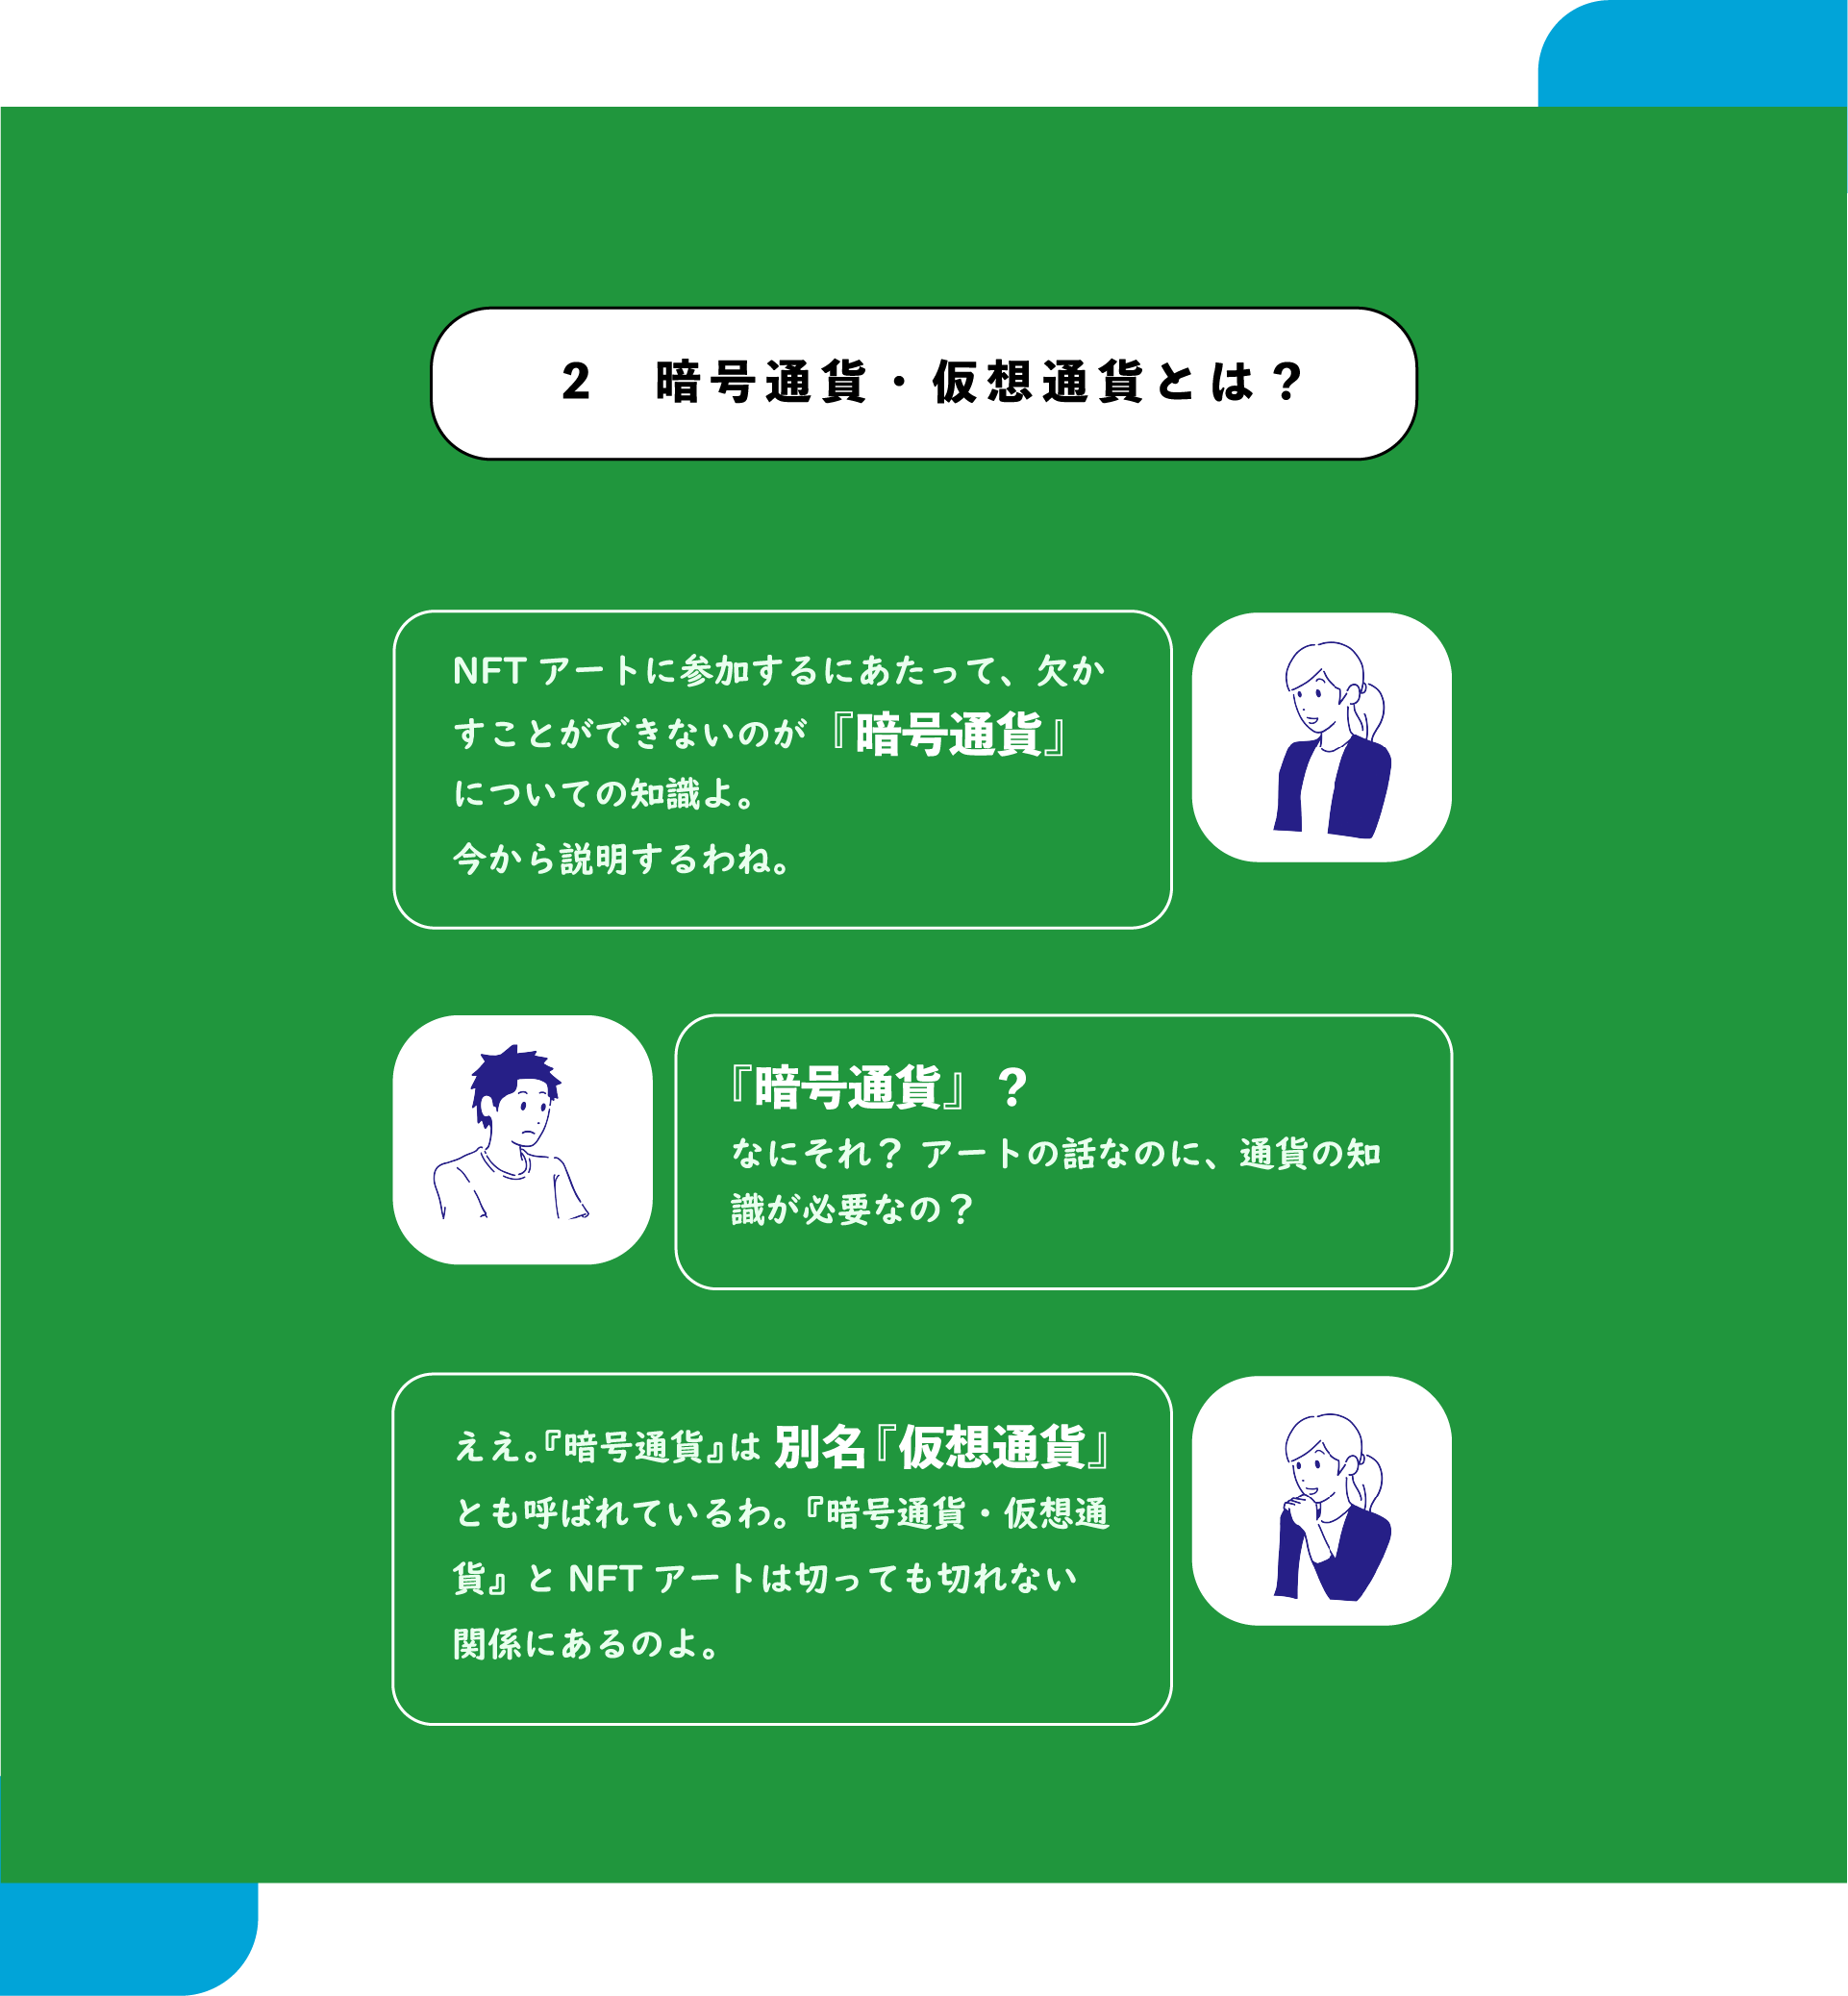 2　暗号通貨・仮想通貨とは？
NFT アートに参加するにあたって、欠か
すことができないのが『暗号通貨』
についての知識よ。
今から説明するわね。
『暗号通貨』？
なにそれ？ アートの話なのに、通貨の知
識が必要なの？
ええ。『暗号通貨』は 別名『仮想通貨』
とも呼ばれているわ。『暗号通貨・仮想通
貨』と NFT アートは切っても切れない
関係にあるのよ。